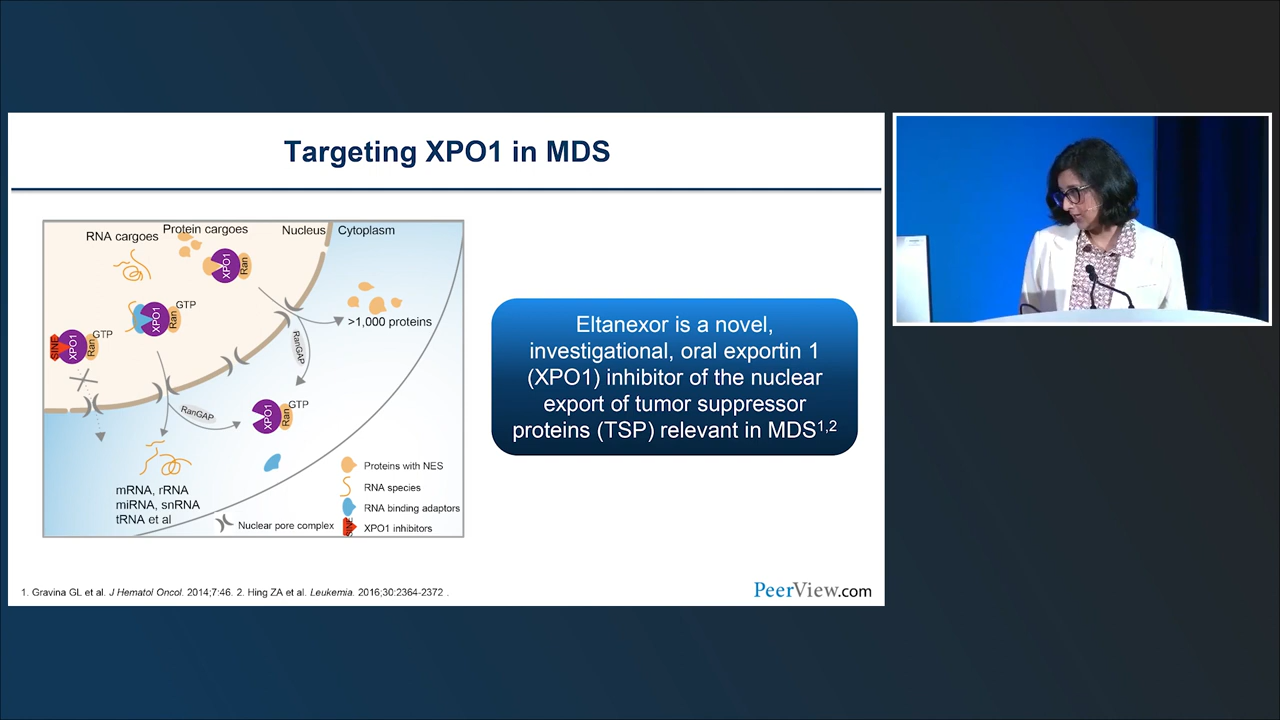 Targeting XPO1 in MDS
RNA cargoes
Protein cargoes
Nucleus
Cytoplasm
XPO1
Ran
GTP
XPO1
Ran
>1,000 proteins
GTP
SINE
XPO1
Ran
RanGAP
RanGAP
GTP
XPO1
Ran
mRNA, rRNA
miRNA, snRNA
tRNA et al
Nuclear pore complex
Proteins with NES
RNA species
RNA binding adaptors
SINE
XPO1 inhibitors
Eltanexor is a novel,
investigational, oral exportin 1
(XPO1) inhibitor of the nuclear
export of tumor suppressor
proteins (TSP) relevant in MDS1,2
1. Gravina GL et al. J Hematol Oncol. 2014;7:46. 2. Hing ZA et al. Leukemia. 2016;30:2364-2372 .
PeerView.com